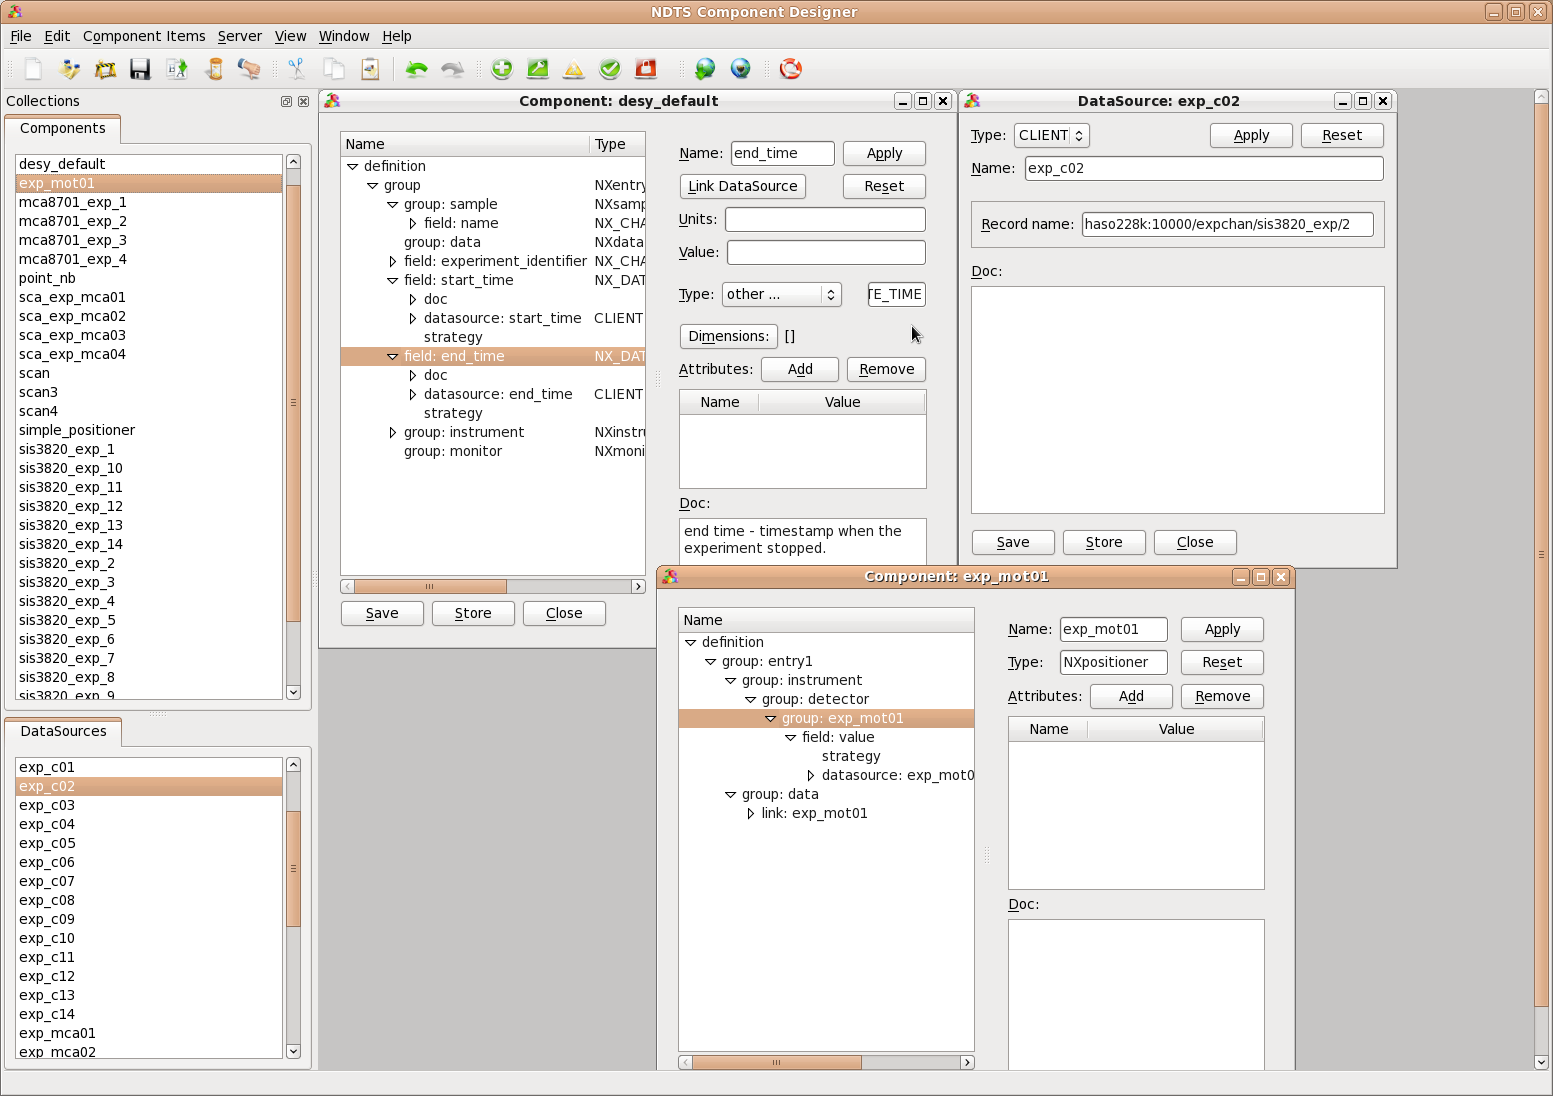 NDTS Component Designer
File Edit Component Items Server View Window Help
Collections
Components
desy_default
exp_mot01
mca8701_exp_1
mca8701_exp_2
mca8701_exp_3
mca8701_exp_4
point_nb
sca_exp_mca01
sca_exp_mca02
sca_exp_mca03
sca_exp_mca04
scan
scan3
scan4
simple_positioner
sis3820_exp_1
sis3820_exp_10
sis3820_exp_11
sis3820_exp_12
sis3820_exp_13
sis3820_exp_14
sis3820_exp_2
sis3820_exp_3
sis3820_exp_4
sis3820_exp_5
sis3820_exp_6
sis3820_exp_7
sis3820_exp_8
sis3820_exp_9
DataSources
exp_c01
exp_c02
exp_c03
exp_c04
exp_c05
exp_c06
exp_c07
exp_c08
exp_c09
exp_c10
exp_c11
exp_c12
exp_c13
exp_c14
exp_mca01
exp_mca02
Component: desy_default
Name Type
definition
group NXentry
group: sample NXsamp
field: name NX_CHA
group: data NXdata
field: experiment_identifier NX_CHA
field: start_time NX_DAT
doc
datasource: start_time CLIENT
strategy
field: end_time NX_DAT
doc
datasource: end_time CLIENT
strategy
group: instrument NXinstru
group: monitor NXmoni
Save Store Close
Name: end_time Apply
Link DataSource Reset
Units:
Value:
Type: other ... TE_TIME
Dimensions: []
Attributes: Add Remove
Name Value
Doc:
end time - timestamp when the
experiment stopped.
DataSource: exp_c02
Type: CLIENT Apply Reset
Name: exp_c02
Record name: haso228k:10000/expchan/sis3820_exp/2
Doc:
Save Store Close
Component: exp_mot01
Name
definition
group: entry1
group: instrument
group: detector
group: exp_mot01
field: value
strategy
datasource: exp_mot0
group: data
link: exp_mot01
Name: exp_mot01 Apply
Type: NXpositioner Reset
Attributes: Add Remove
Name Value
Doc: